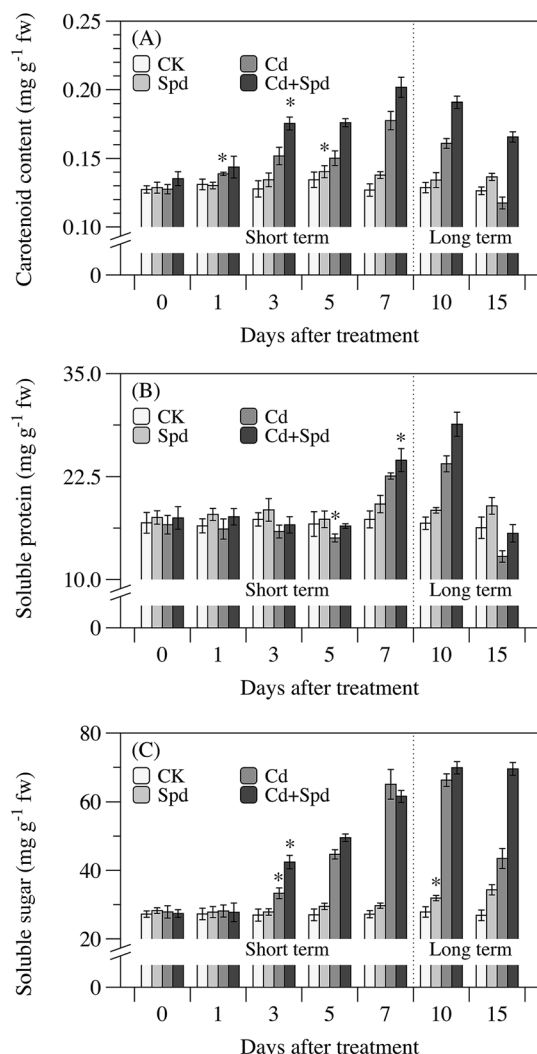 (A)
CK
Cd
Spd
Cd+Spd
Carotenoid content (mg g⁻¹ fw)
0.25
0.20
0.15
0.10
0
*
*
*
Short term
Long term
0 1 3 5 7 10 15
Days after treatment
(B)
CK
Cd
Spd
Cd+Spd
Soluble protein (mg g⁻¹ fw)
35.0
22.5
10.0
0
*
*
Short term
Long term
0 1 3 5 7 10 15
Days after treatment
(C)
CK
Cd
Spd
Cd+Spd
Soluble sugar (mg g⁻¹ fw)
80
60
40
20
0
*
*
*
Short term
Long term
0 1 3 5 7 10 15
Days after treatment